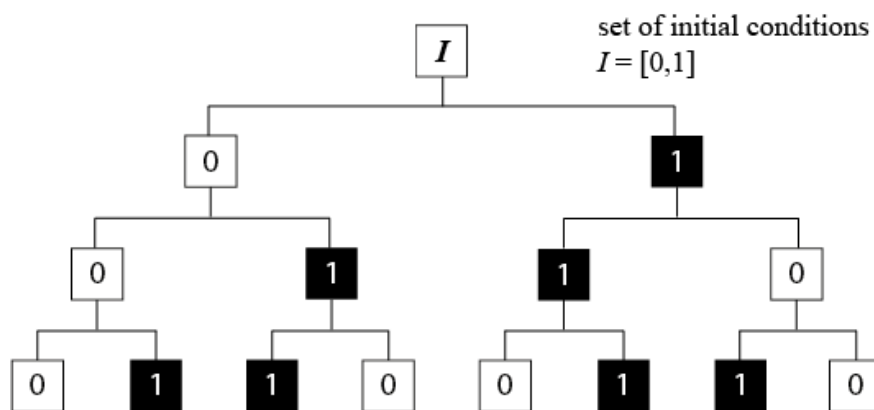 set of initial conditions
I
I = [0,1]
0 1
0 1 1 0
0 1 1 0 0 1 1 0